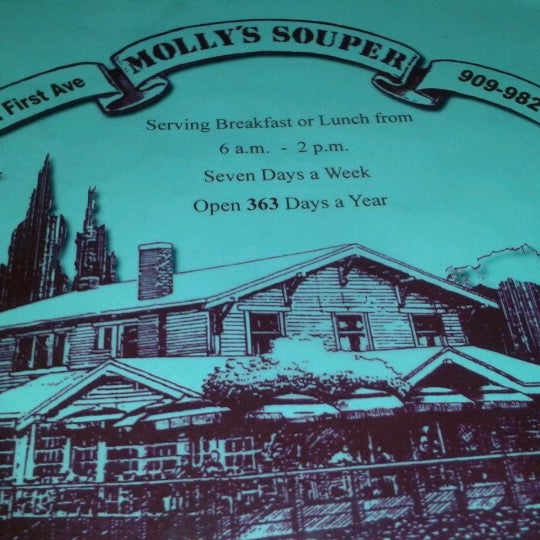 First Ave
MOLLY'S SOUPER
909-982
Serving Breakfast or Lunch from
6 a.m. - 2 p.m.
Seven Days a Week
Open 363 Days a Year